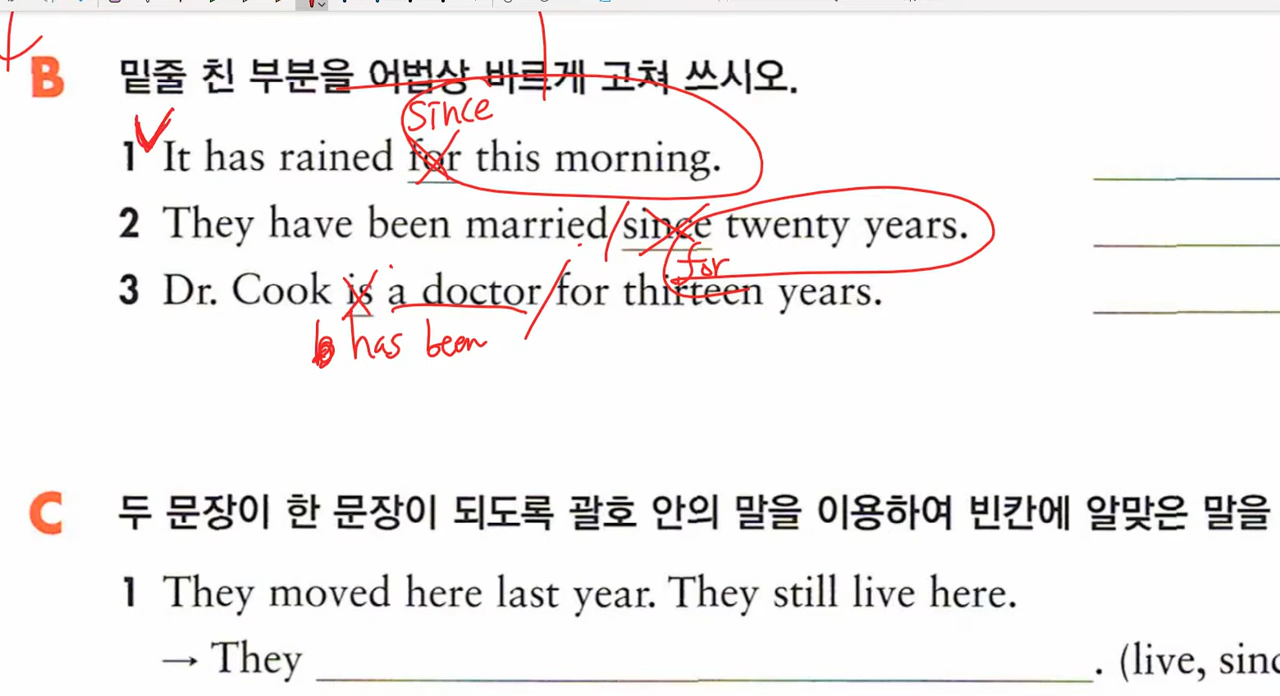 B 밑줄 친 부분을 어법상 바르게 고쳐 쓰시오.
since
1 It has rained for this morning.
2 They have been married since twenty years.
for
3 Dr. Cook is a doctor for thirteen years.
has been
C 두 문장이 한 문장이 되도록 괄호 안의 말을 이용하여 빈칸에 알맞은 말을
1 They moved here last year. They still live here.
→ They . (live, sinc